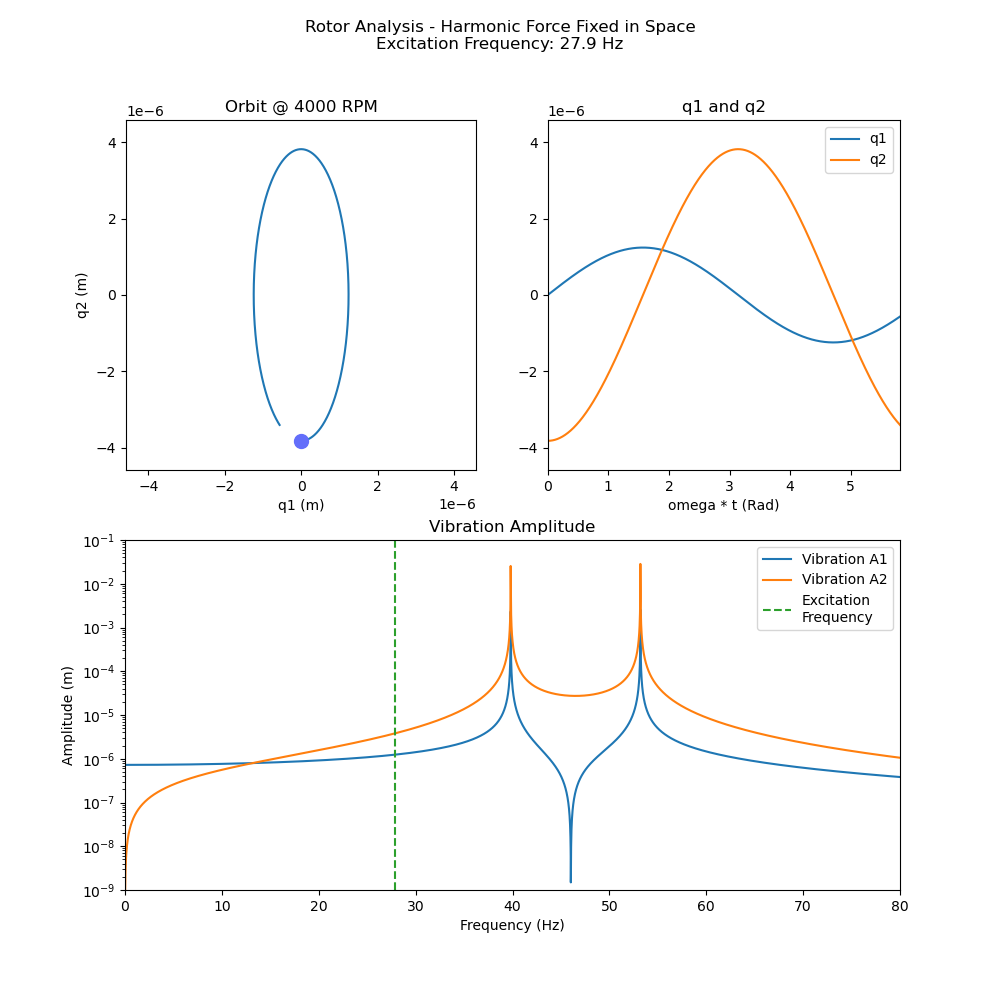 Rotor Analysis - Harmonic Force Fixed in Space
Excitation Frequency: 27.9 Hz
Orbit @ 4000 RPM
1e−6
4
2
0
−2
−4
q2 (m)
−4 −2 0 2 4
1e−6
q1 (m)
q1 and q2
1e−6
q1
q2
4
2
0
−2
−4
0 1 2 3 4 5
omega * t (Rad)
Vibration Amplitude
Vibration A1
Vibration A2
Excitation
Frequency
10−1
10−2
10−3
10−4
10−5
10−6
10−7
10−8
10−9
Amplitude (m)
0 10 20 30 40 50 60 70 80
Frequency (Hz)